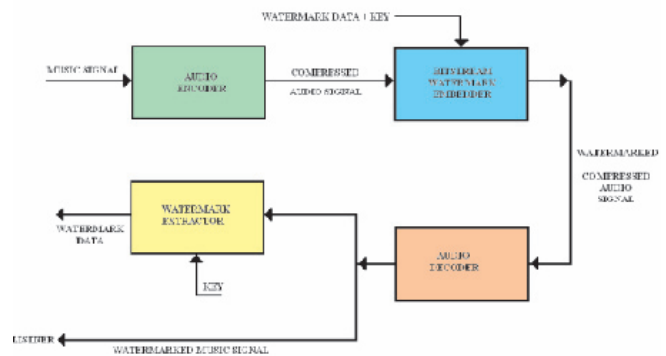 WATERMARK DATA + KEY
MUSIC SIGNAL
AUDIO
ENCODER
COMPRESSED
AUDIO SIGNAL
BITSTREAM
WATERMARK
EMBEDDER
WATERMARKED
COMPRESSED
AUDIO
SIGNAL
WATERMARK
EXTRACTOR
WATERMARK
DATA
AUDIO
DECODER
KEY
LISTNER
WATERMARKED MUSIC SIGNAL